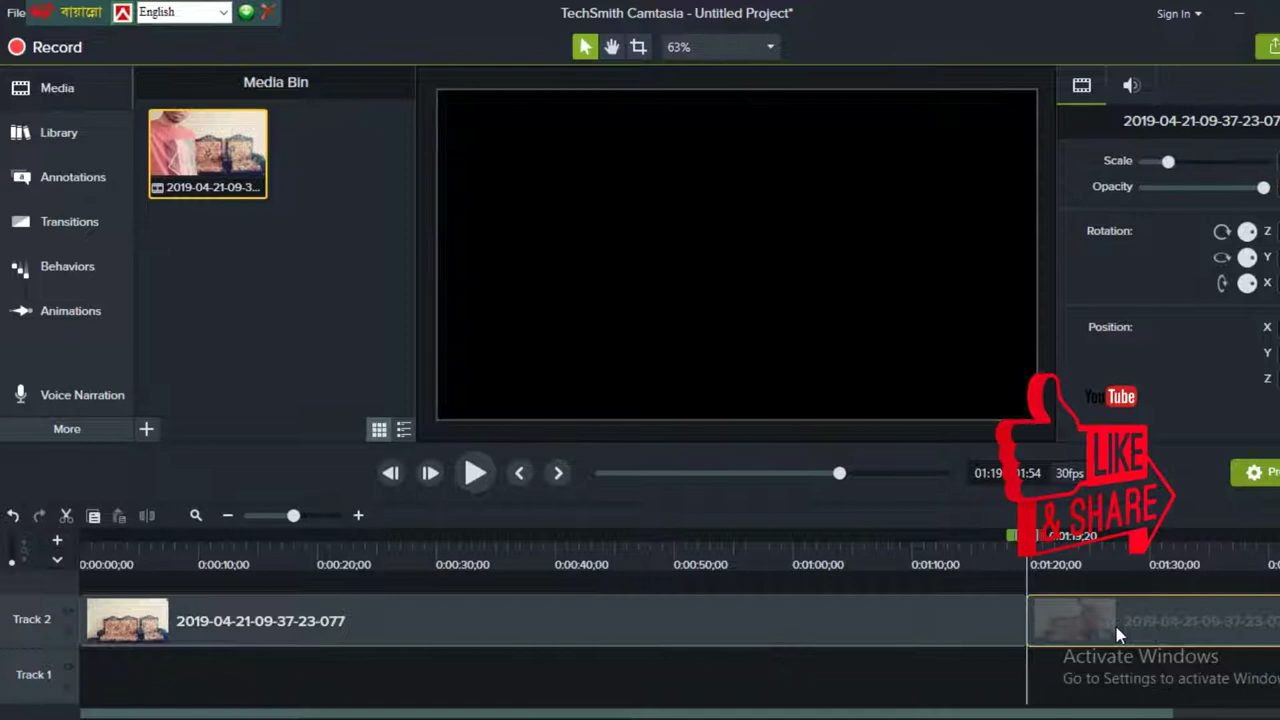 File বায়ান্নো English TechSmith Camtasia - Untitled Project* Sign In
Record 63%
Media
Library
Annotations
Transitions
Behaviors
Animations
Voice Narration
More
Media Bin
2019-04-21-09-3...
2019-04-21-09-37-23-07
Scale
Opacity
Rotation: Z
Y
X
Position: X
Y
Z
YouTube
LIKE
& SHARE
01:19 01:54 30fps Pr
0:01:19;20
0:00:00;00 0:00:10;00 0:00:20;00 0:00:30;00 0:00:40;00 0:00:50;00 0:01:00;00 0:01:10;00 0:01:20;00 0:01:30;00
Track 2 2019-04-21-09-37-23-077 2019-04-21-09-37-23-07
Track 1
Activate Windows
Go to Settings to activate Windo